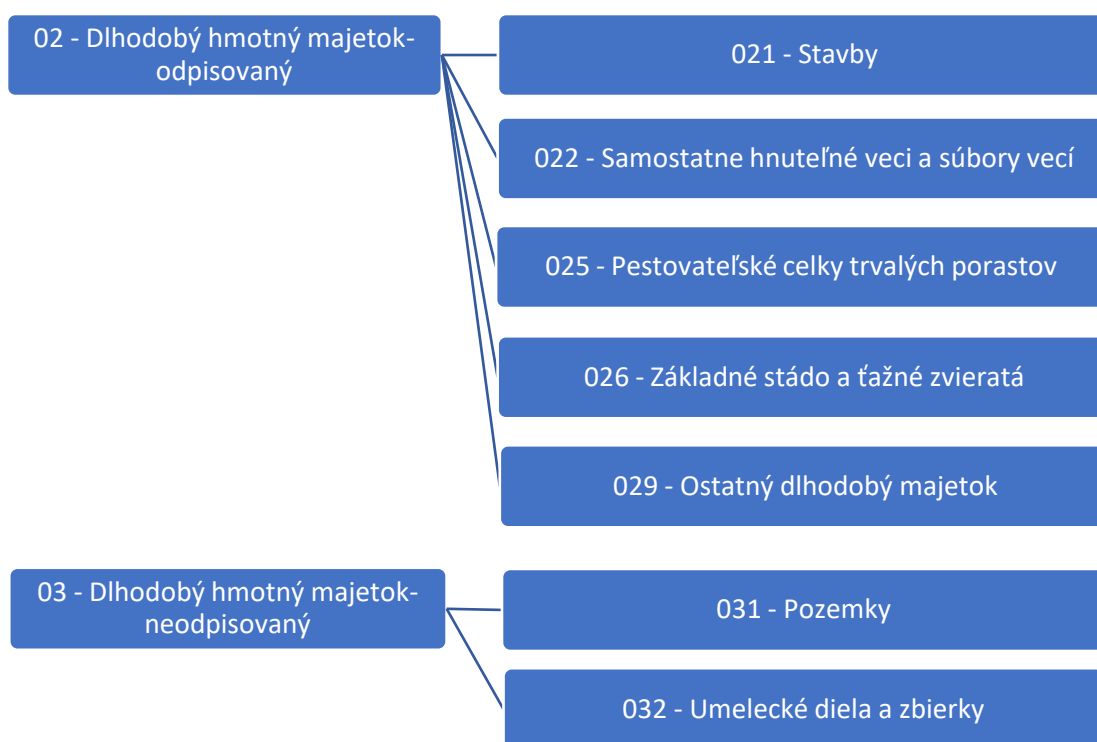 02 - Dlhodobý hmotný majetok-
odpisovaný
021 - Stavby
022 - Samostatne hnuteľné veci a súbory vecí
025 - Pestovateľské celky trvalých porastov
026 - Základné stádo a ťažné zvieratá
029 - Ostatný dlhodobý majetok
03 - Dlhodobý hmotný majetok-
neodpisovaný
031 - Pozemky
032 - Umelecké diela a zbierky